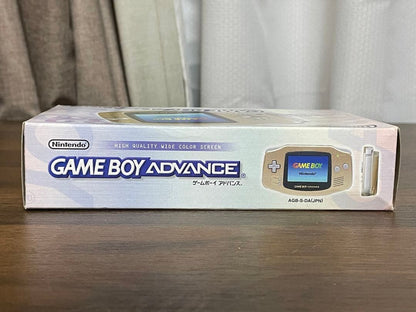 Nintendo
HIGH QUALITY WIDE COLOR SCREEN
GAME BOY ADVANCE
ゲームボーイ アドバンス
GAME BOY
Nintendo
AGB-S-DA(JPN)